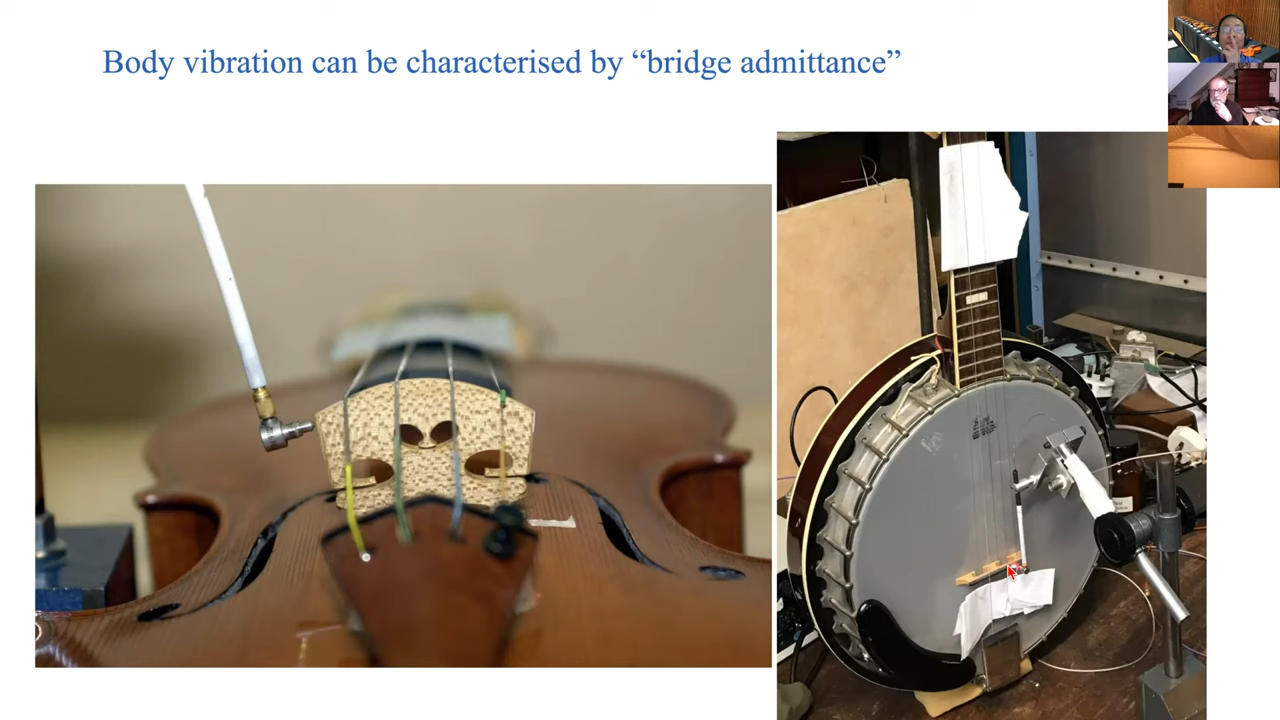 Body vibration can be characterised by “bridge admittance”